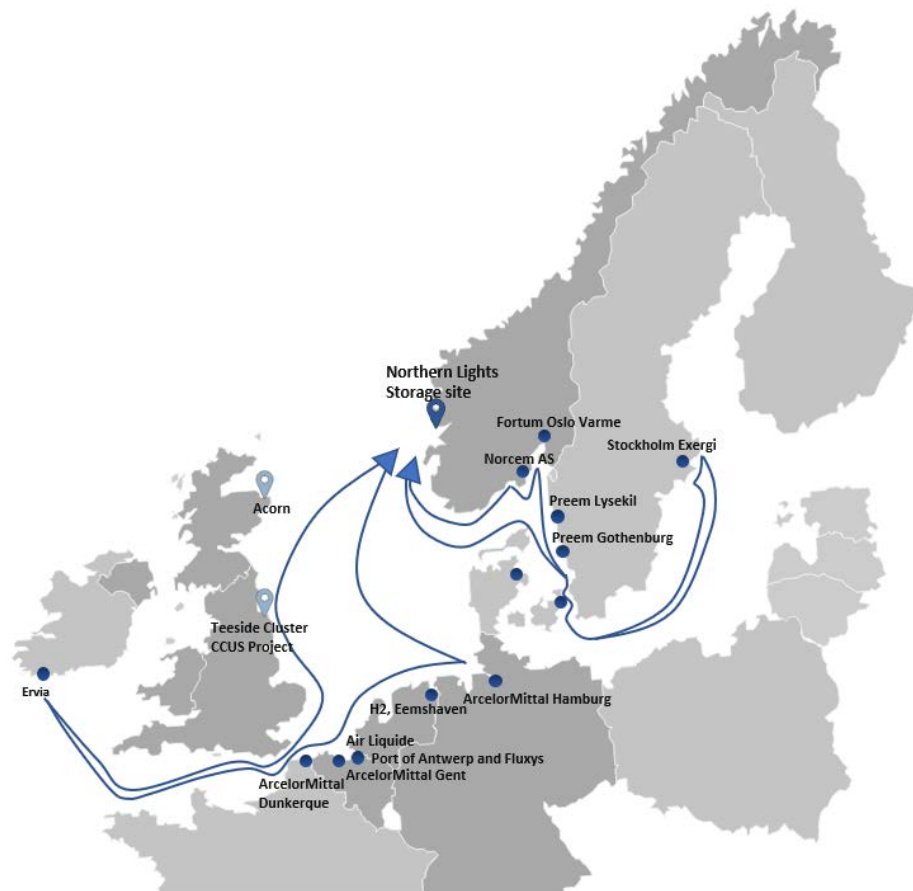 Northern Lights
Storage site
Fortum Oslo Varme
Stockholm Exergi
Norcem AS
Preem Lysekil
Acorn
Preem Gothenburg
Teeside Cluster
CCUS Project
Ervia
ArcelorMittal Hamburg
H2, Eemshaven
Air Liquide
Port of Antwerp and Fluxys
ArcelorMittal Gent
ArcelorMittal
Dunkerque